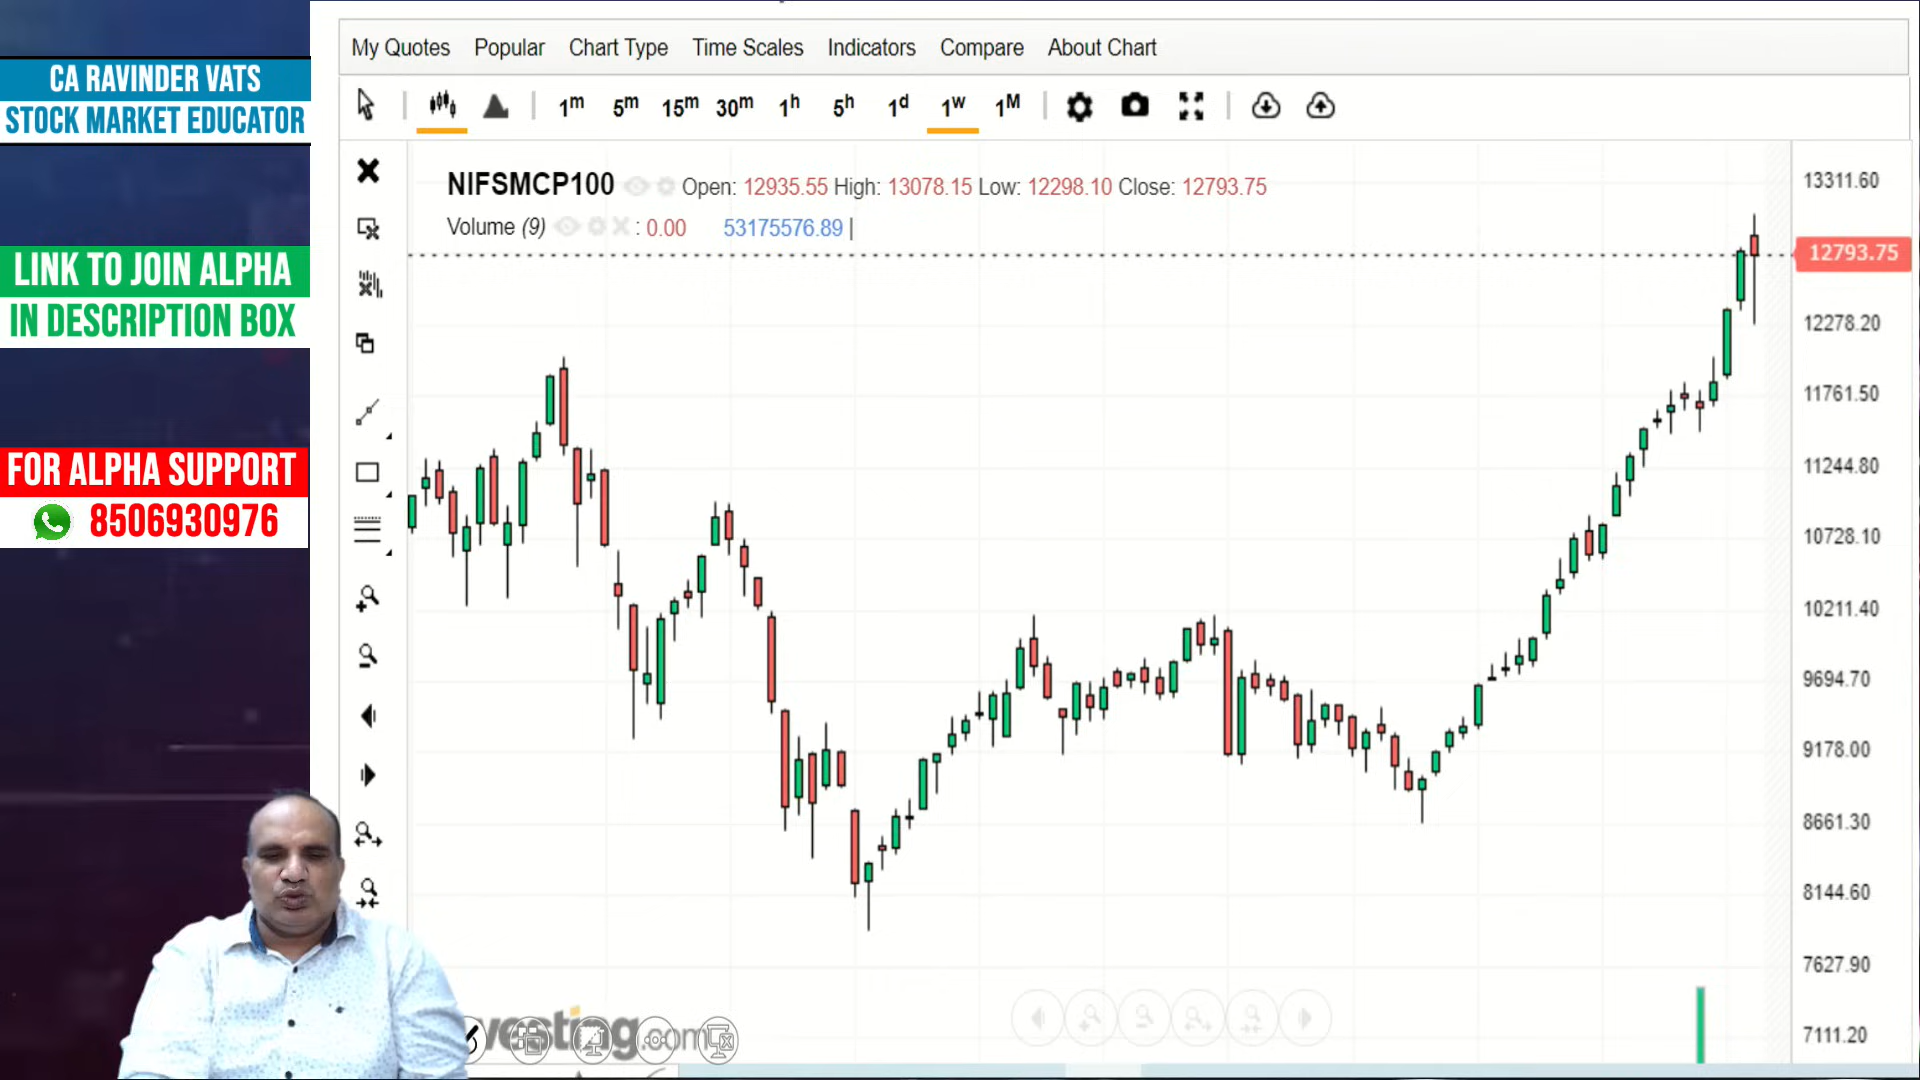 CA RAVINDER VATS
STOCK MARKET EDUCATOR
LINK TO JOIN ALPHA
IN DESCRIPTION BOX
FOR ALPHA SUPPORT
8506930976
My Quotes Popular Chart Type Time Scales Indicators Compare About Chart
1m 5m 15m 30m 1h 5h 1d 1w 1M
NIFSMCP100 Open: 12935.55 High: 13078.15 Low: 12298.10 Close: 12793.75
Volume (9) : 0.00 53175576.89 |
13311.60
12793.75
12278.20
11761.50
11244.80
10728.10
10211.40
9694.70
9178.00
8661.30
8144.60
7627.90
7111.20
vesting.com